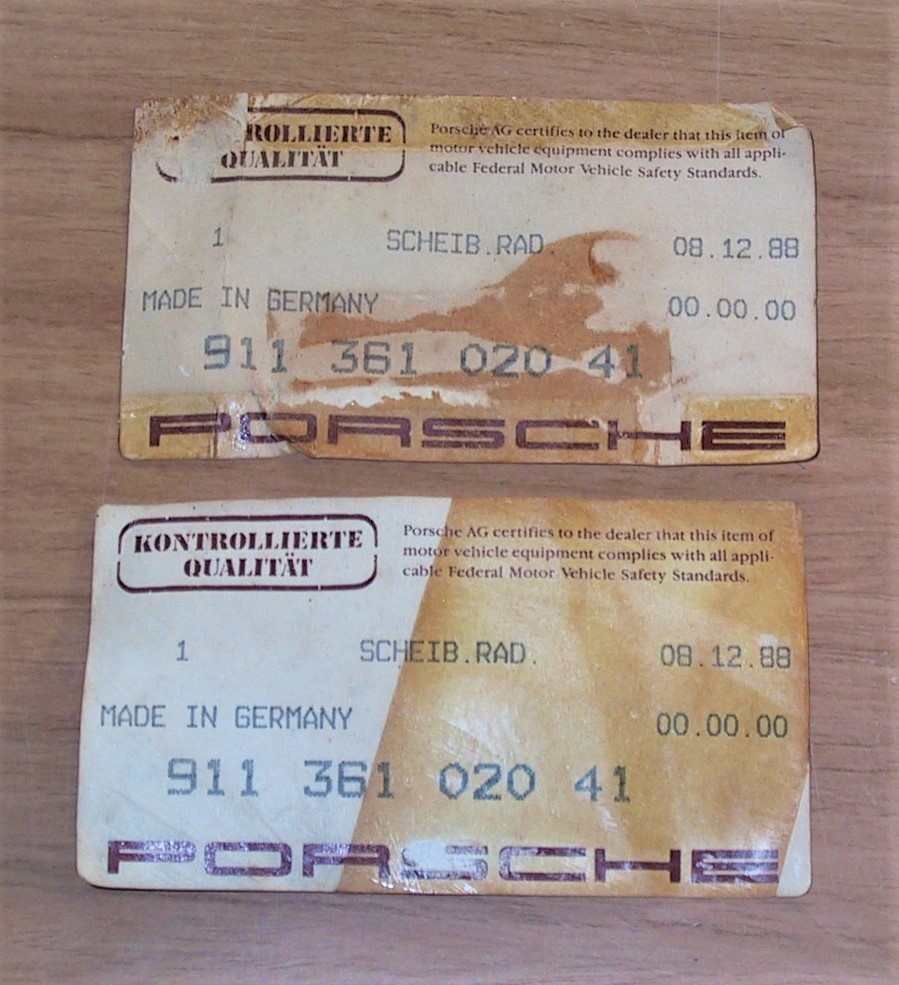 ROLLIERTE
QUALITÄT
Porsche AG certifies to the dealer that this item of
motor vehicle equipment complies with all appli-
cable Federal Motor Vehicle Safety Standards.
1 SCHEIB.RAD. 08.12.88
MADE IN GERMANY 00.00.00
911 361 020 41
PORSCHE
KONTROLLIERTE
QUALITÄT
Porsche AG certifies to the dealer that this item of
motor vehicle equipment complies with all appli-
cable Federal Motor Vehicle Safety Standards.
1 SCHEIB.RAD. 08.12.88
MADE IN GERMANY 00.00.00
911 361 020 41
PORSCHE